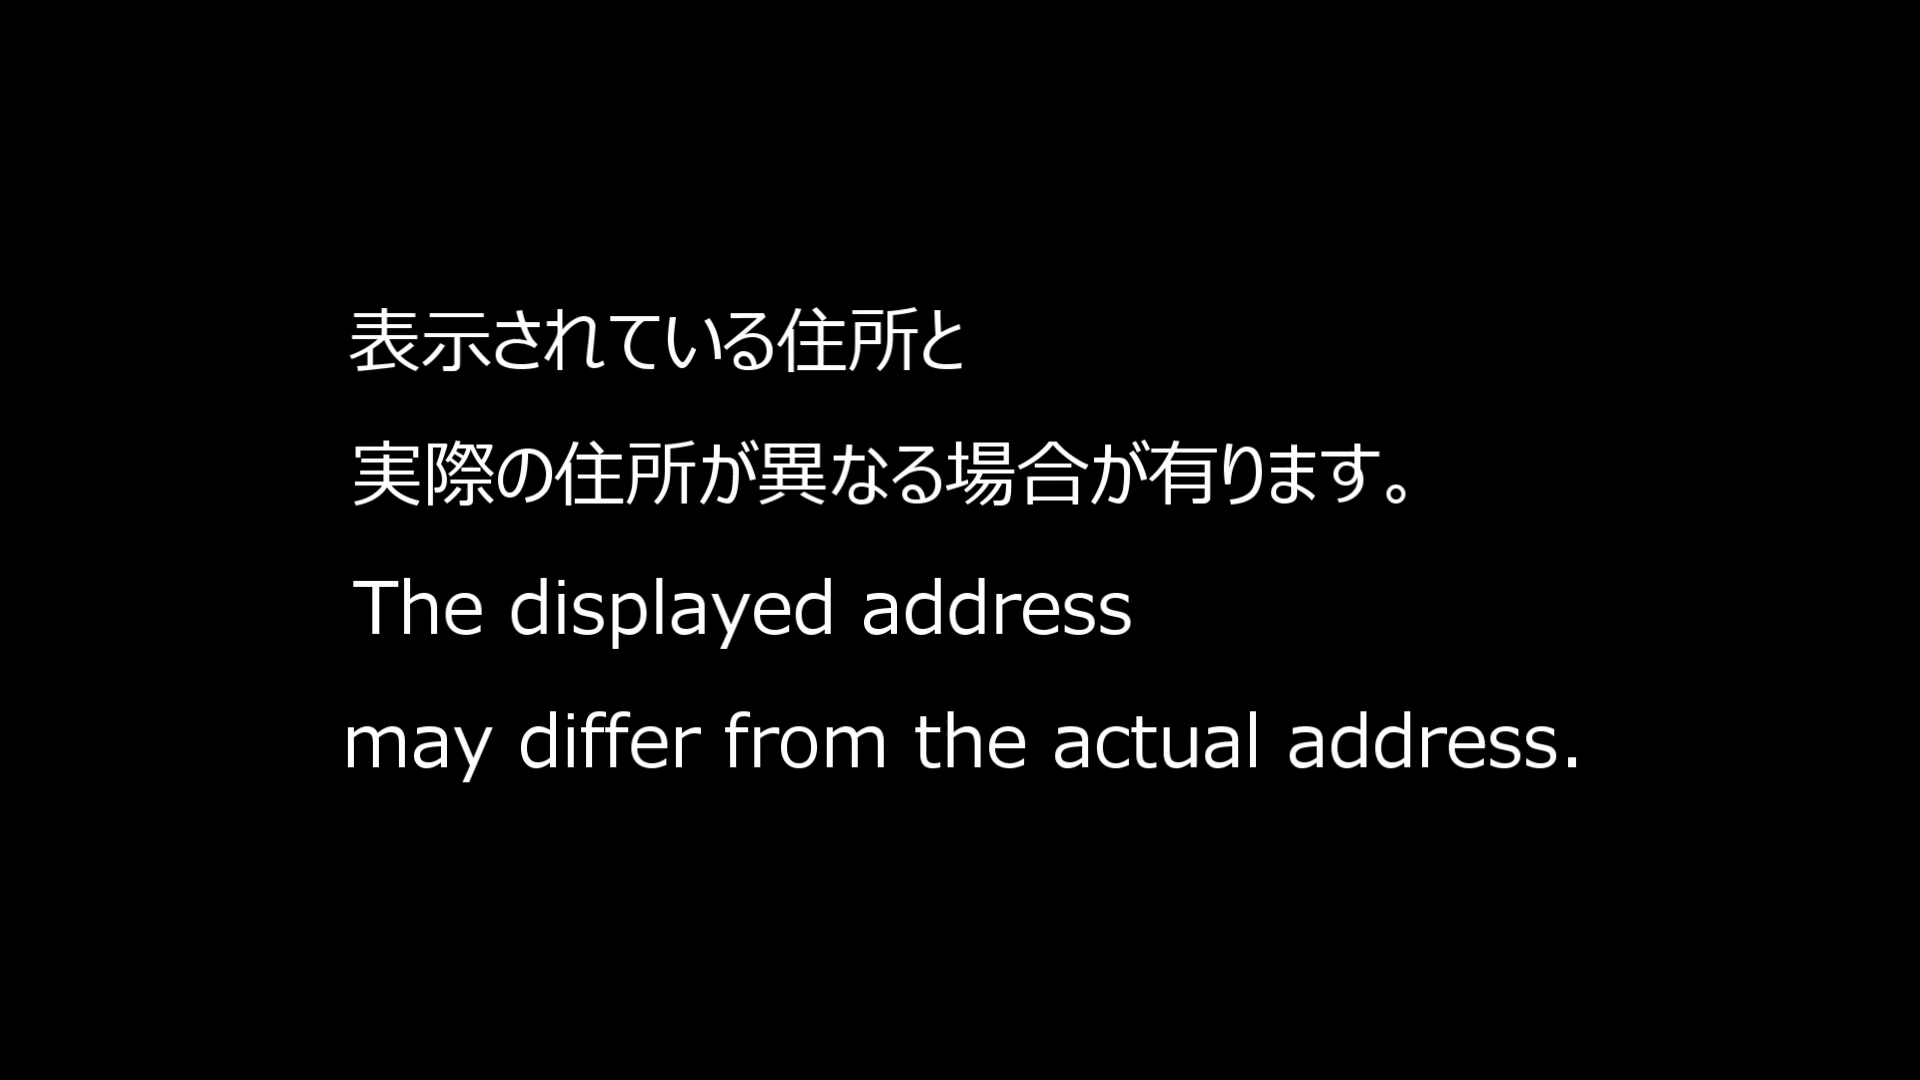 表示されている住所と
実際の住所が異なる場合が有ります。
The displayed address
may differ from the actual address.